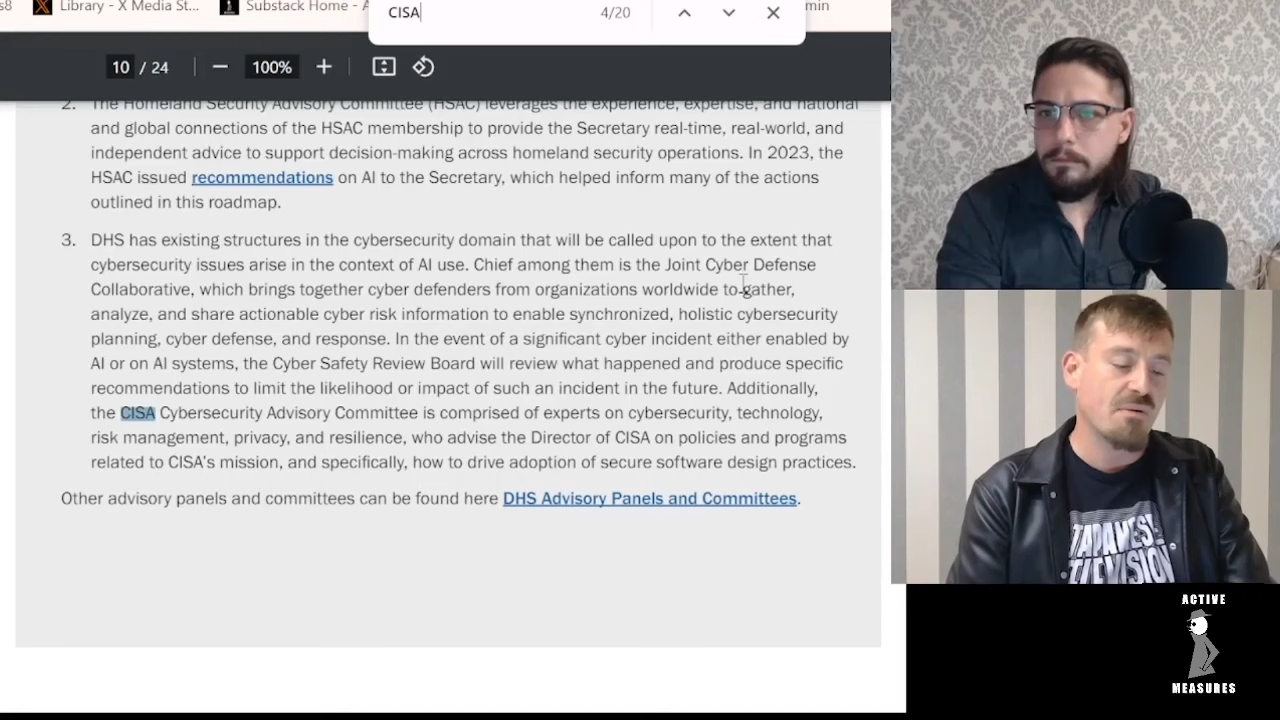 Library - X Media St...
Substack Home - A
min
CISA
4/20
10 / 24
100%
2. The Homeland Security Advisory Committee (HSAC) leverages the experience, expertise, and national
and global connections of the HSAC membership to provide the Secretary real-time, real-world, and
independent advice to support decision-making across homeland security operations. In 2023, the
HSAC issued recommendations on AI to the Secretary, which helped inform many of the actions
outlined in this roadmap.
3. DHS has existing structures in the cybersecurity domain that will be called upon to the extent that
cybersecurity issues arise in the context of AI use. Chief among them is the Joint Cyber Defense
Collaborative, which brings together cyber defenders from organizations worldwide to gather,
analyze, and share actionable cyber risk information to enable synchronized, holistic cybersecurity
planning, cyber defense, and response. In the event of a significant cyber incident either enabled by
AI or on AI systems, the Cyber Safety Review Board will review what happened and produce specific
recommendations to limit the likelihood or impact of such an incident in the future. Additionally,
the CISA Cybersecurity Advisory Committee is comprised of experts on cybersecurity, technology,
risk management, privacy, and resilience, who advise the Director of CISA on policies and programs
related to CISA's mission, and specifically, how to drive adoption of secure software design practices.
Other advisory panels and committees can be found here DHS Advisory Panels and Committees.
ACTIVE
MEASURES